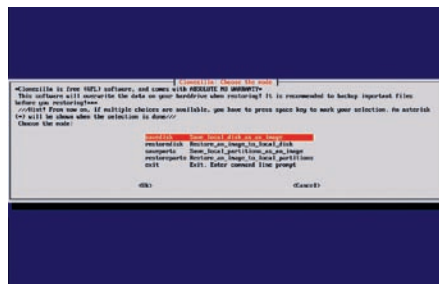 Clonezilla: Choose the mode
*Clonezilla is free (GPL) software, and comes with ABSOLUTE NO WARRANTY*
This software will overwrite the data on your harddrive when restoring! It is recommended to backup important files
before you restoring!***
///Hint! From now on, if multiple choices are available, you have to press space key to mark your selection. An asterisk
(*) will be shown when the selection is done///
Choose the mode:
savedisk Save_local_disk_as_an_image
restoredisk Restore_an_image_to_local_disk
saveparts Save_local_partitions_as_an_image
restoreparts Restore_an_image_to_local_partitions
exit Exit. Enter command line prompt
<Ok> <Cancel>